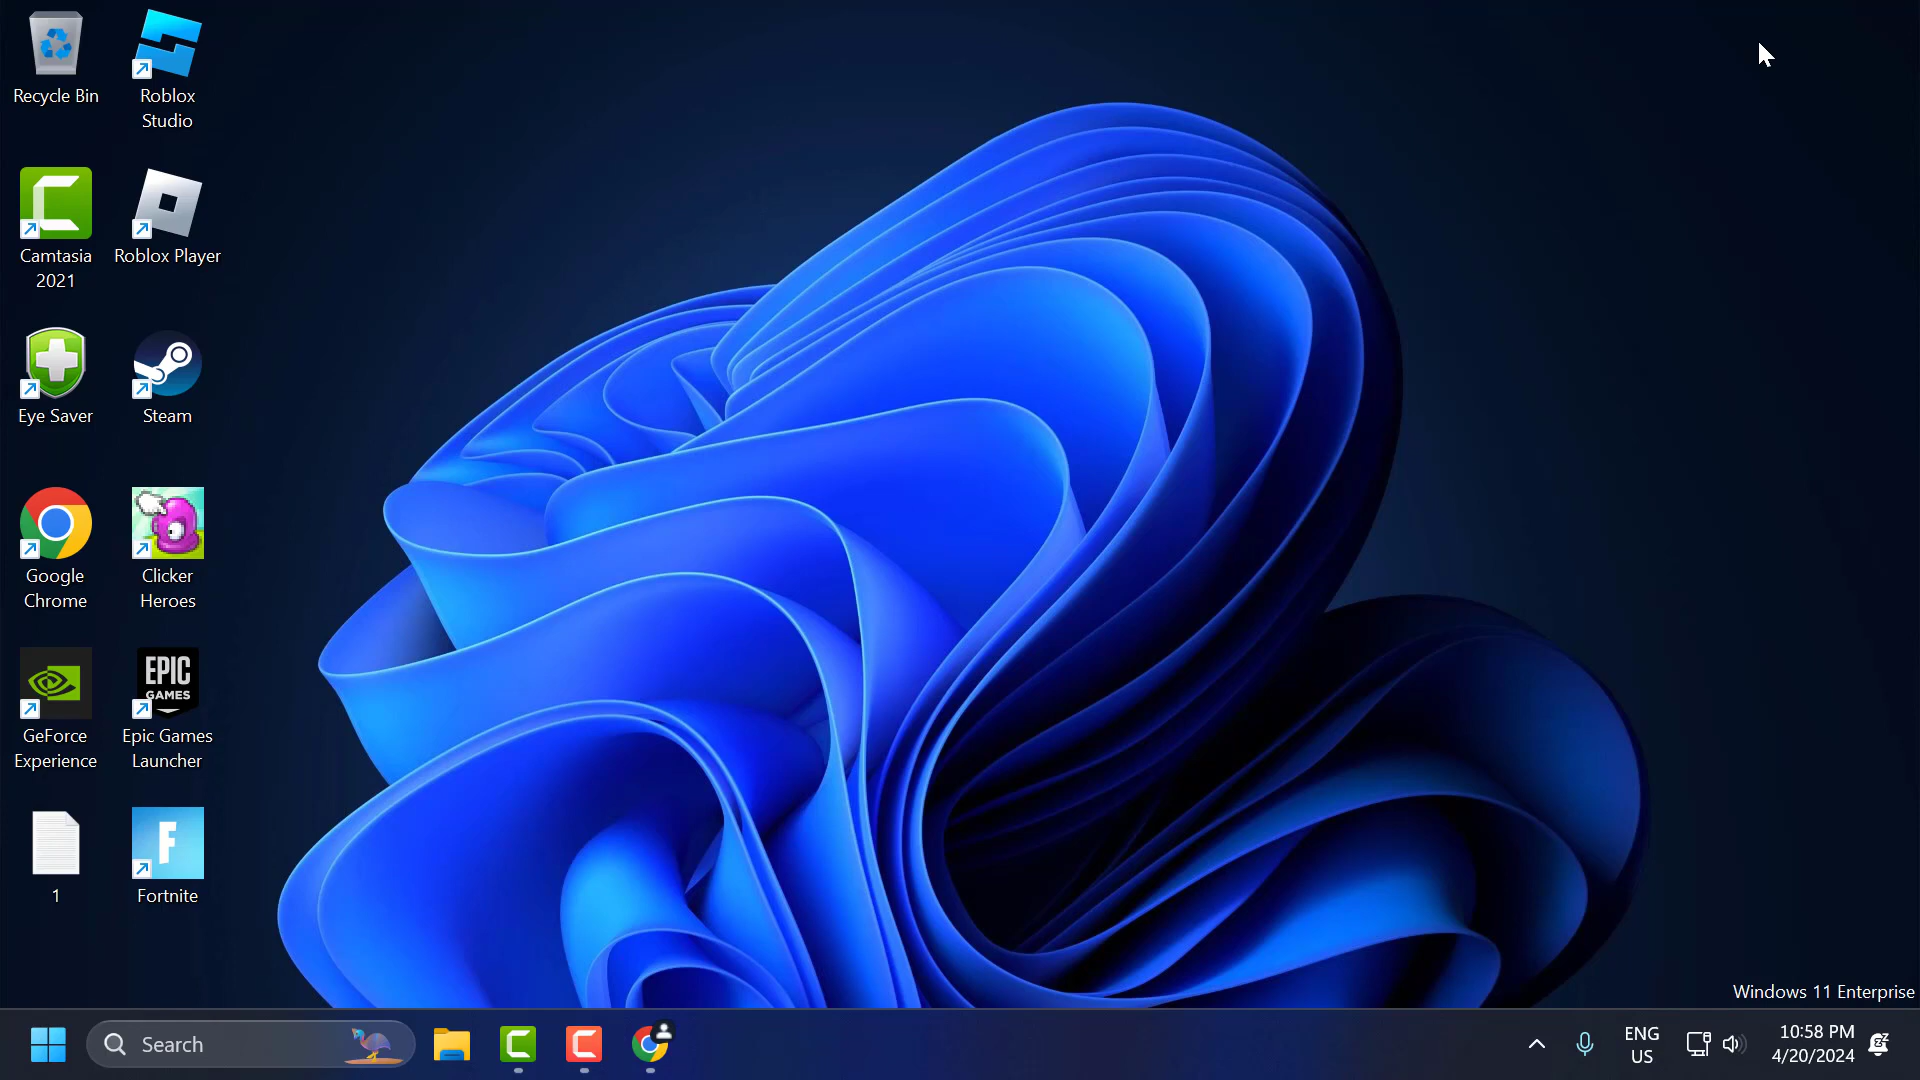 Recycle Bin
Roblox
Studio
Camtasia
2021
Roblox Player
Eye Saver
Steam
Google
Chrome
Clicker
Heroes
GeForce
Experience
EPIC
GAMES
Epic Games
Launcher
1
F
Fortnite
Windows 11 Enterprise
Search
ENG
US
10:58 PM
4/20/2024